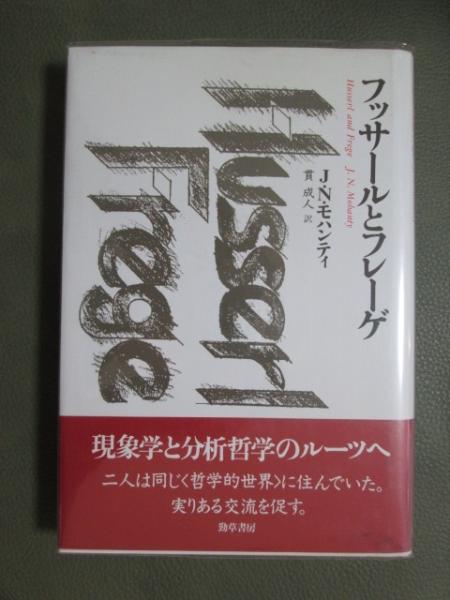 フッサールとフレーゲ
Husserl and Frege J. N. Mohanty
J・N・モハンティ
貫 成人 訳
Husserl
Frege
現象学と分析哲学のルーツへ
二人は同じ〈哲学的世界〉に住んでいた。
実りある交流を促す。
勁草書房